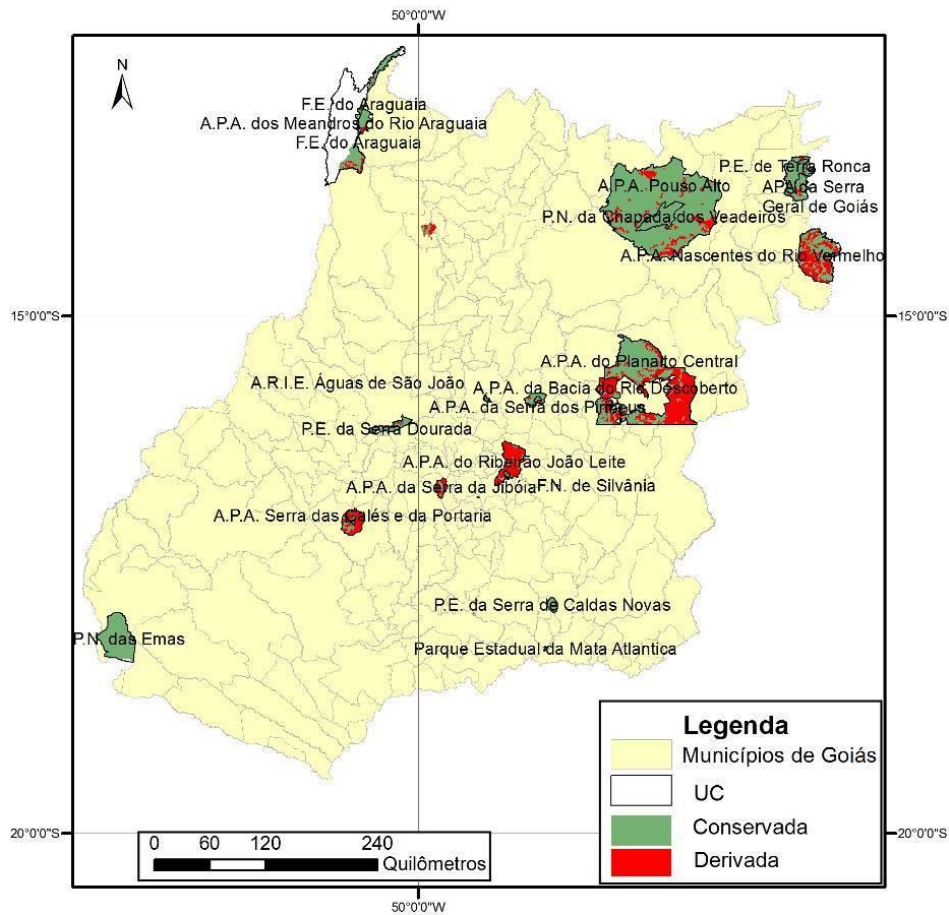 50°0'0"W
N
F.E. do Araguaia
A.P.A. dos Meandros do Rio Araguaia
F.E. do Araguaia
P.E. de Terra Ronca
A.P.A. Pouso Alto
APA da Serra
Geral de Goiás
P.N. da Chapada dos Veadeiros
A.P.A. Nascentes do Rio Vermelho
15°0'0"S
15°0'0"S
A.P.A. do Planalto Central
A.R.I.E. Águas de São João
A.P.A. da Bacia do Rio Descoberto
A.P.A. da Serra dos Pirineus
P.E. da Serra Dourada
A.P.A. do Ribeirão João Leite
A.P.A. da Serra da Jibóia
F.N. de Silvânia
A.P.A. Serra das Galés e da Portaria
P.E. da Serra de Caldas Novas
P.N. das Emas
Parque Estadual da Mata Atlantica
Legenda
Municípios de Goiás
UC
Conservada
Derivada
20°0'0"S
20°0'0"S
0 60 120 240
Quilômetros
50°0'0"W